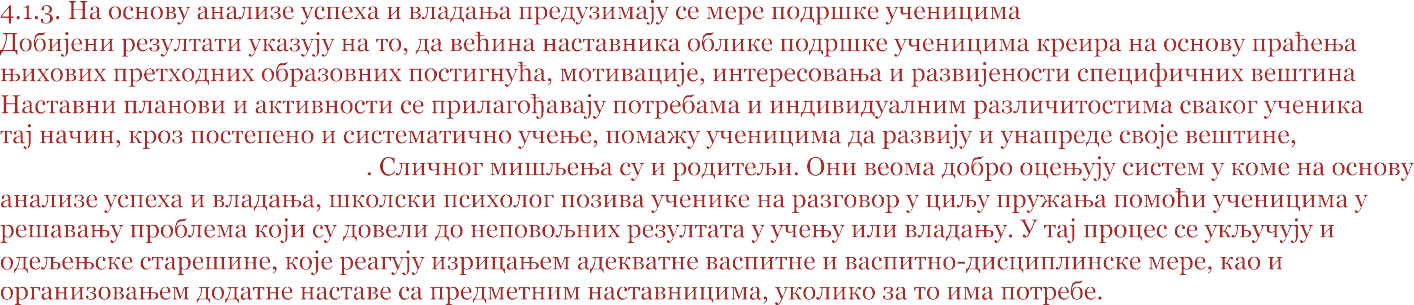 4.1.3. На основу анализе успеха и владања предузимају се мере подршке ученицима
Добијени резултати указују на то, да већина наставника облике подршке ученицима креира на основу праћења
њихових претходних образовних постигнућа, мотивације, интересовања и развијености специфичних вештина
Наставни планови и активности се прилагођавају потребама и индивидуалним различитостима сваког ученика
тај начин, кроз постепено и систематично учење, помажу ученицима да развију и унапреде своје вештине,
. Сличног мишљења су и родитељи. Они веома добро оцењују систем у коме на основу
анализе успеха и владања, школски психолог позива ученике на разговор у циљу пружања помоћи ученицима у
решавању проблема који су довели до неповољних резултата у учењу или владању. У тај процес се укључују и
одељењске старешине, које реагују изрицањем адекватне васпитне и васпитно-дисциплинске мере, као и
организовањем додатне наставе са предметним наставницима, уколико за то има потребе.